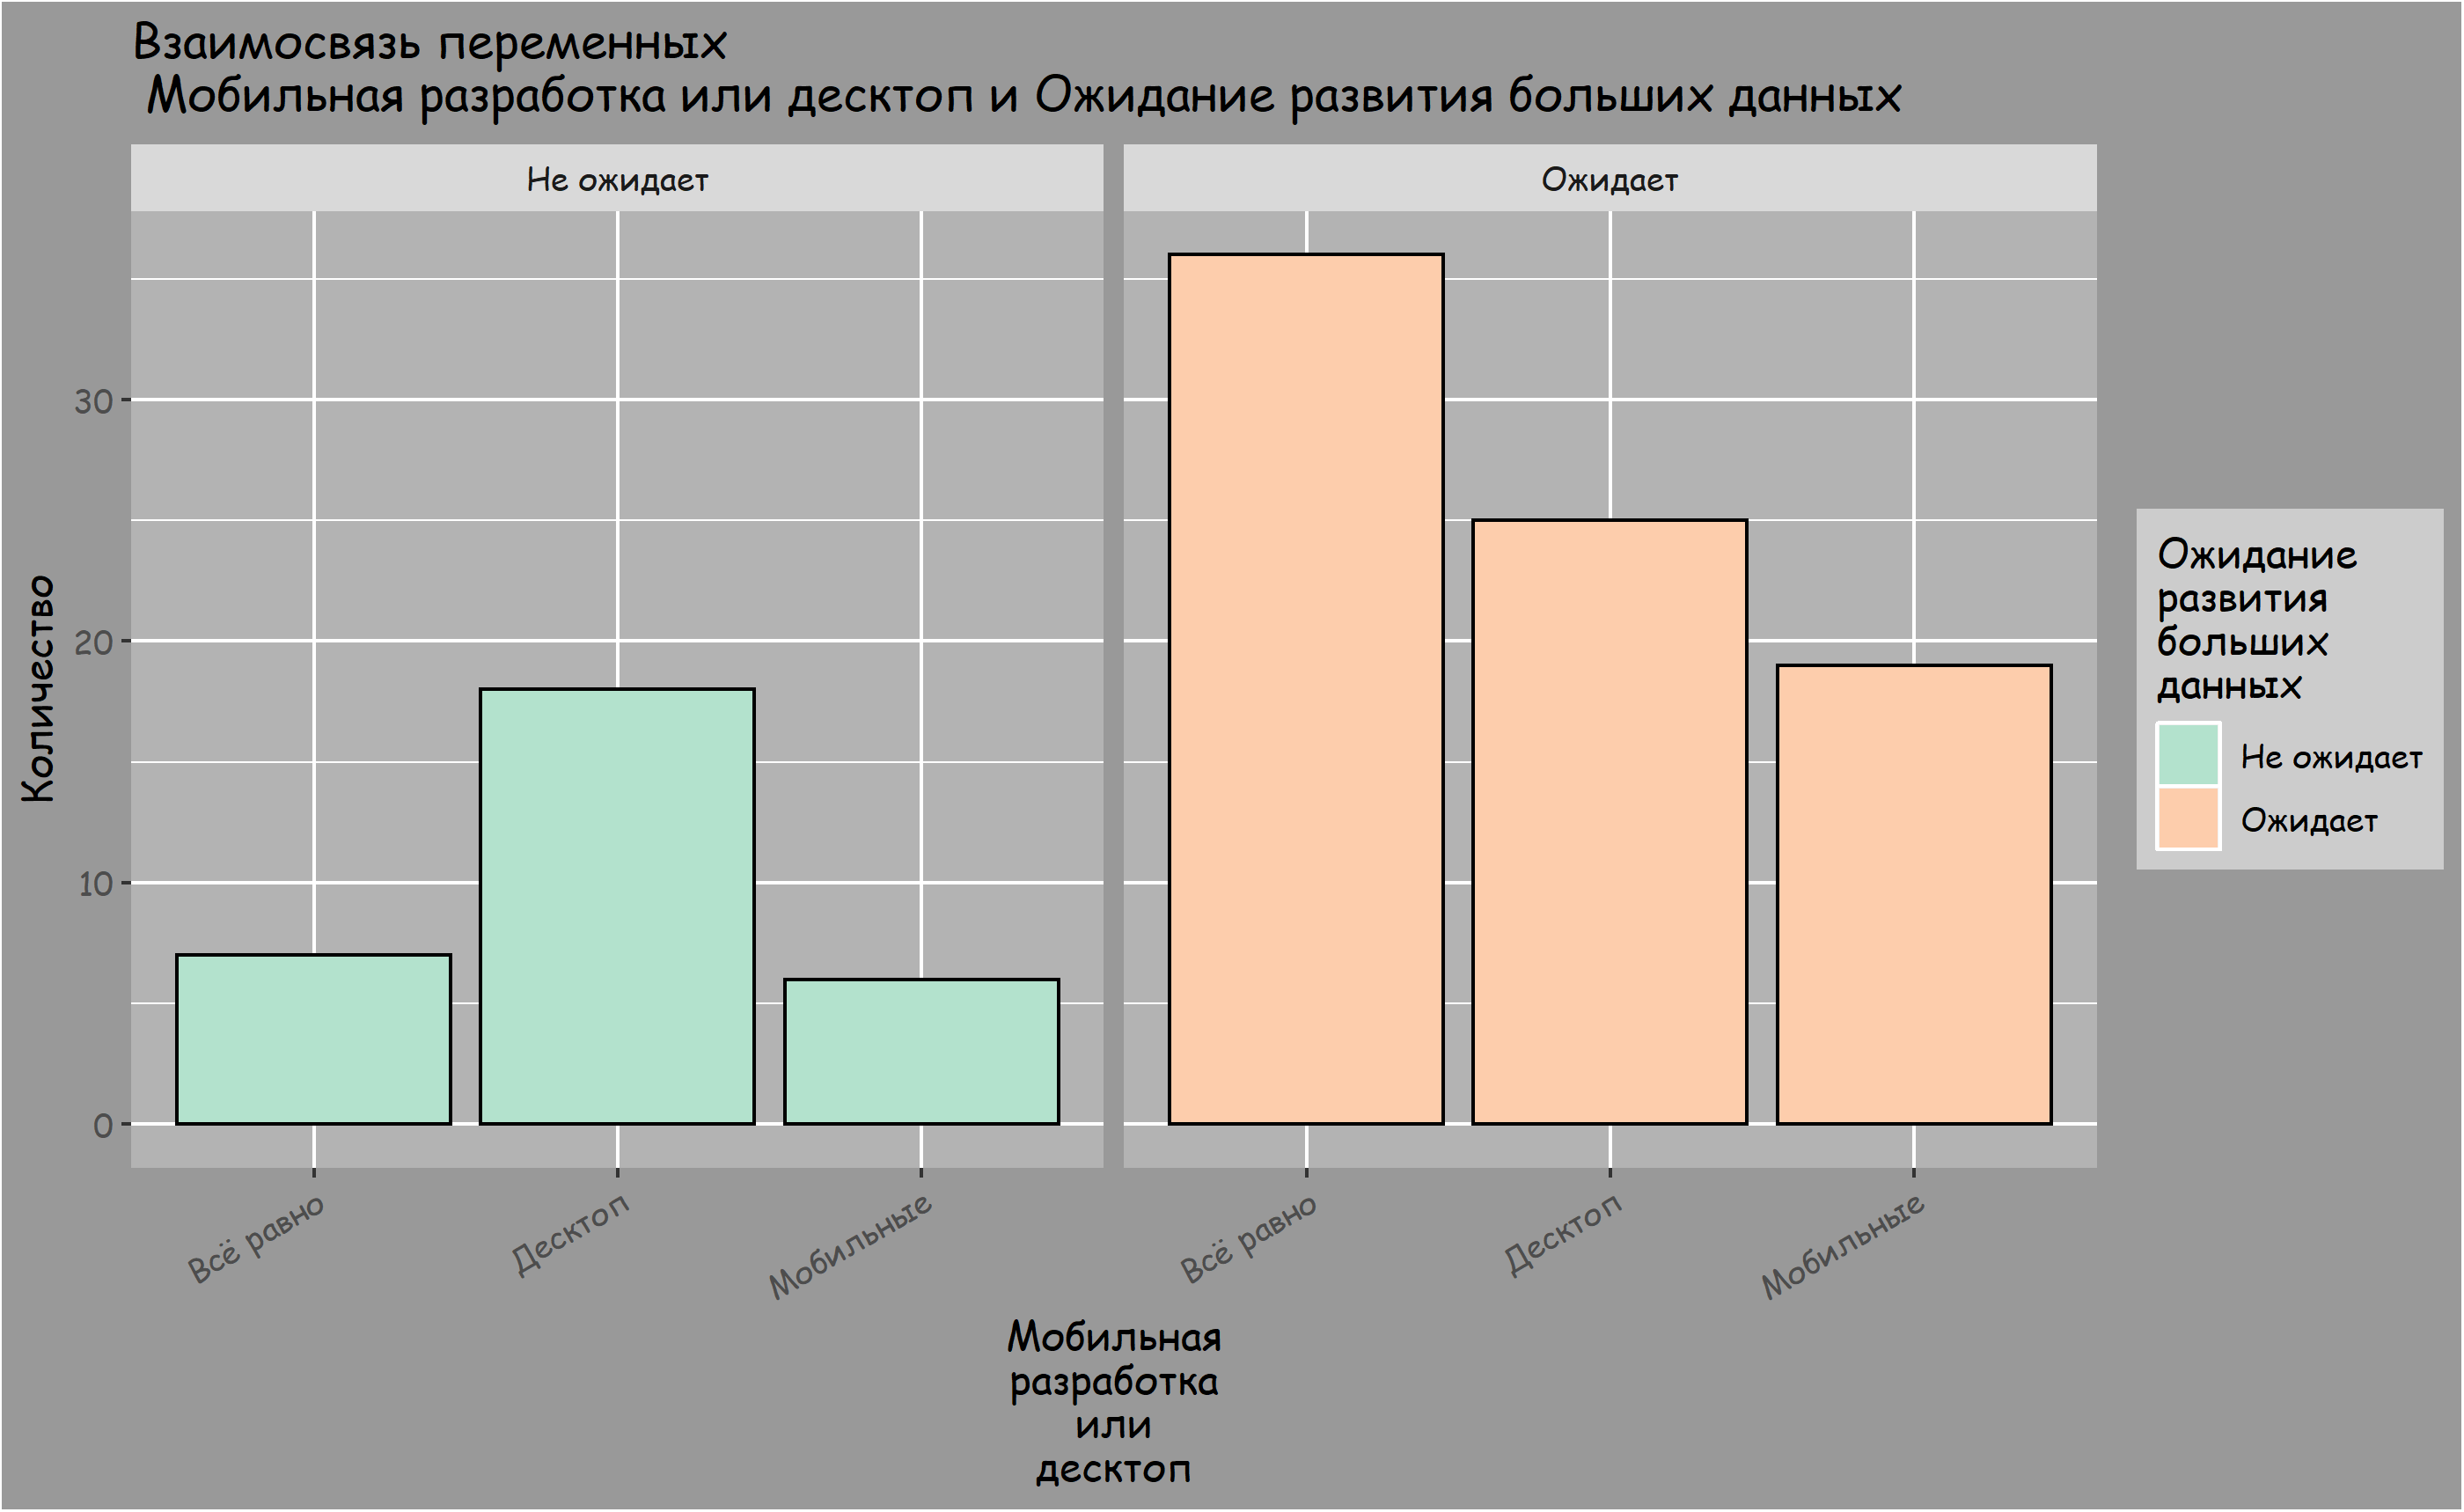 Взаимосвязь переменных
Мобильная разработка или десктоп и Ожидание развития больших данных
Не ожидает
Ожидает
Количество
30
20
10
0
Всё равно
Десктоп
Мобильные
Всё равно
Десктоп
Мобильные
Мобильная
разработка
или
десктоп
Ожидание
развития
больших
данных
Не ожидает
Ожидает